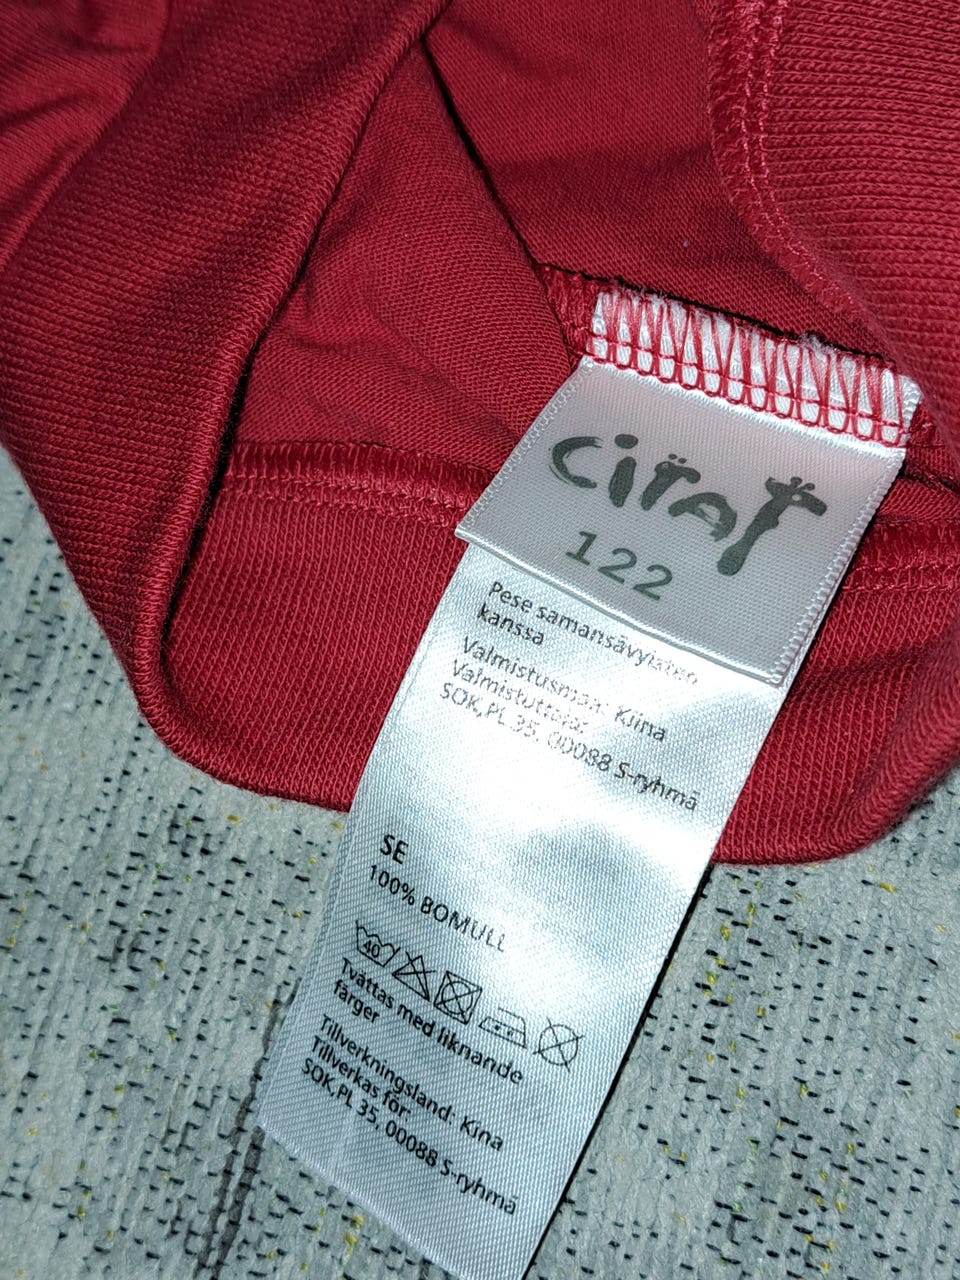 CiTAT
122
Pese samansävyisten
kanssa
Valmistusmaa: Kiina
Valmistuttaja:
SOK,PL 35, 00088 S-ryhmä
SE
100% BOMULL
40
Tvättas med liknande
färger
Tillverkningsland: Kina
Tillverkas för:
SOK,PL 35, 00088 S-ryhmä